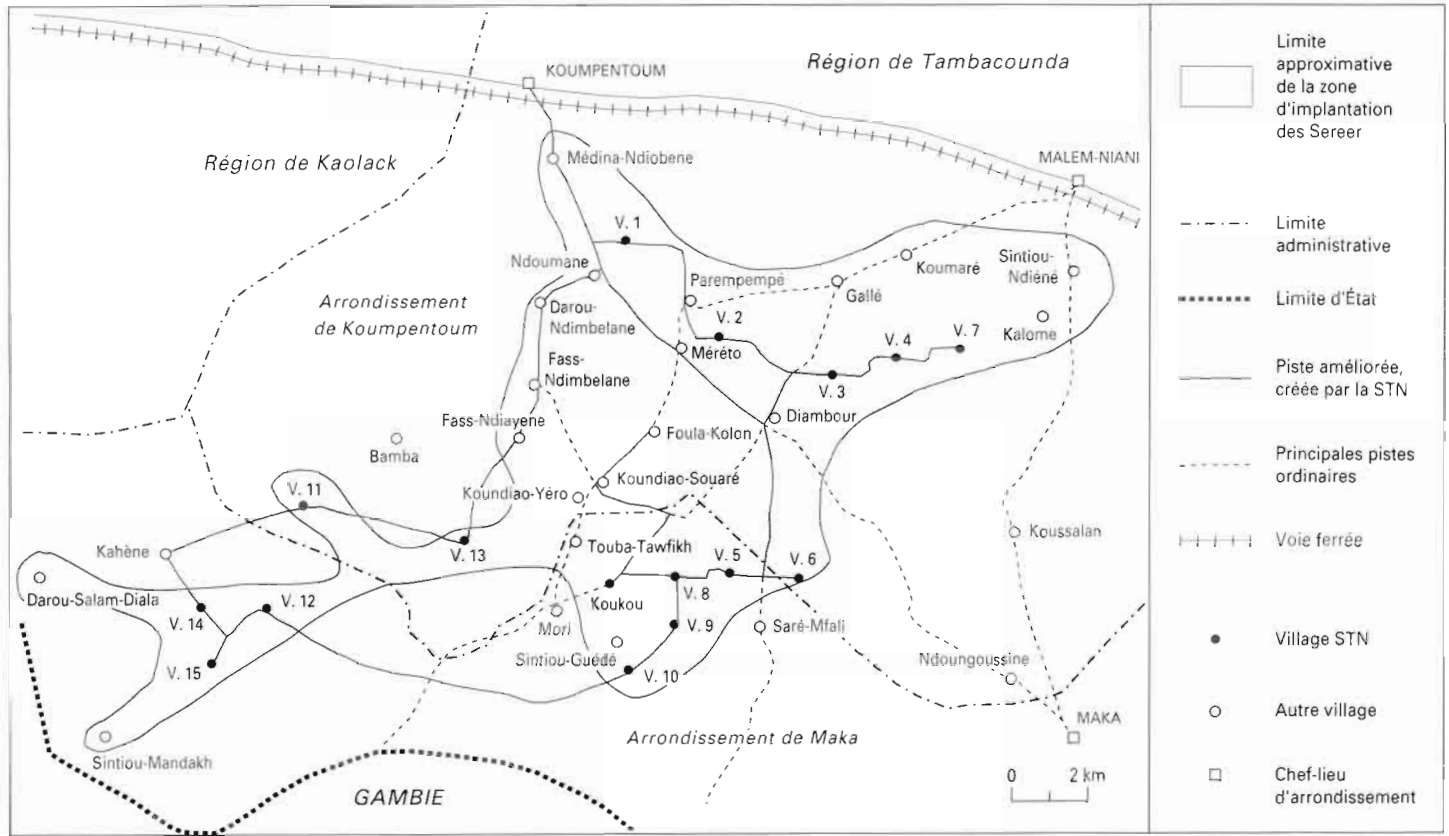 Région de Tambacounda
KOUMPENTOUM
Région de Kaolack
Médina-Ndiobene
MALEM-NIANI
V. 1
Ndoumane
Parempempé
Koumaré
Sintiou-
Ndiéné
Gallé
Arrondissement
de Koumpentoum
Darou-
Ndimbelane
V. 2
V. 4
V. 7
Kalome
Méréto
Fass-
Ndimbelane
V. 3
Diambour
Fass-Ndiayene
Foula-Kolon
Bamba
Koundiao-Souaré
Koundiao-Yéro
V. 11
V. 13
Kahène
Touba-Tawfikh
V. 5
V. 6
Koussalan
Darou-Salam-Diala
Koukou
V. 8
V. 14
V. 12
Mori
V. 9
Saré-Mfali
Sintiou-Guédé
V. 15
V. 10
Ndoungoussine
MAKA
Sintiou-Mandakh
Arrondissement de Maka
GAMBIE
0 2 km
Limite
approximative
de la zone
d'implantation
des Sereer
Limite
administrative
Limite d'État
Piste améliorée,
créée par la STN
Principales pistes
ordinaires
Voie ferrée
Village STN
Autre village
Chef-lieu
d'arrondissement